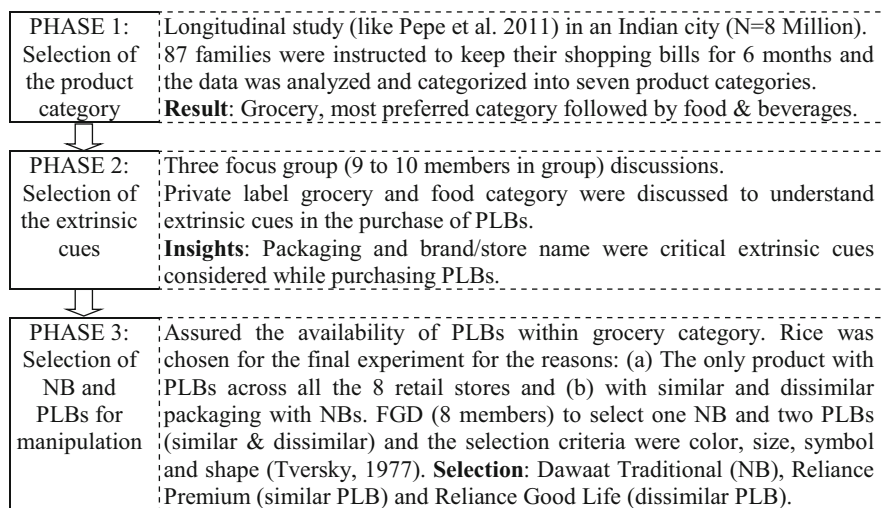 PHASE 1:
Selection of
the product
category
Longitudinal study (like Pepe et al. 2011) in an Indian city (N=8 Million).
87 families were instructed to keep their shopping bills for 6 months and
the data was analyzed and categorized into seven product categories.
Result: Grocery, most preferred category followed by food & beverages.
PHASE 2:
Selection of
the extrinsic
cues
Three focus group (9 to 10 members in group) discussions.
Private label grocery and food category were discussed to understand
extrinsic cues in the purchase of PLBs.
Insights: Packaging and brand/store name were critical extrinsic cues
considered while purchasing PLBs.
PHASE 3:
Selection of
NB and
PLBs for
manipulation
Assured the availability of PLBs within grocery category. Rice was
chosen for the final experiment for the reasons: (a) The only product with
PLBs across all the 8 retail stores and (b) with similar and dissimilar
packaging with NBs. FGD (8 members) to select one NB and two PLBs
(similar & dissimilar) and the selection criteria were color, size, symbol
and shape (Tversky, 1977). Selection: Dawaat Traditional (NB), Reliance
Premium (similar PLB) and Reliance Good Life (dissimilar PLB).